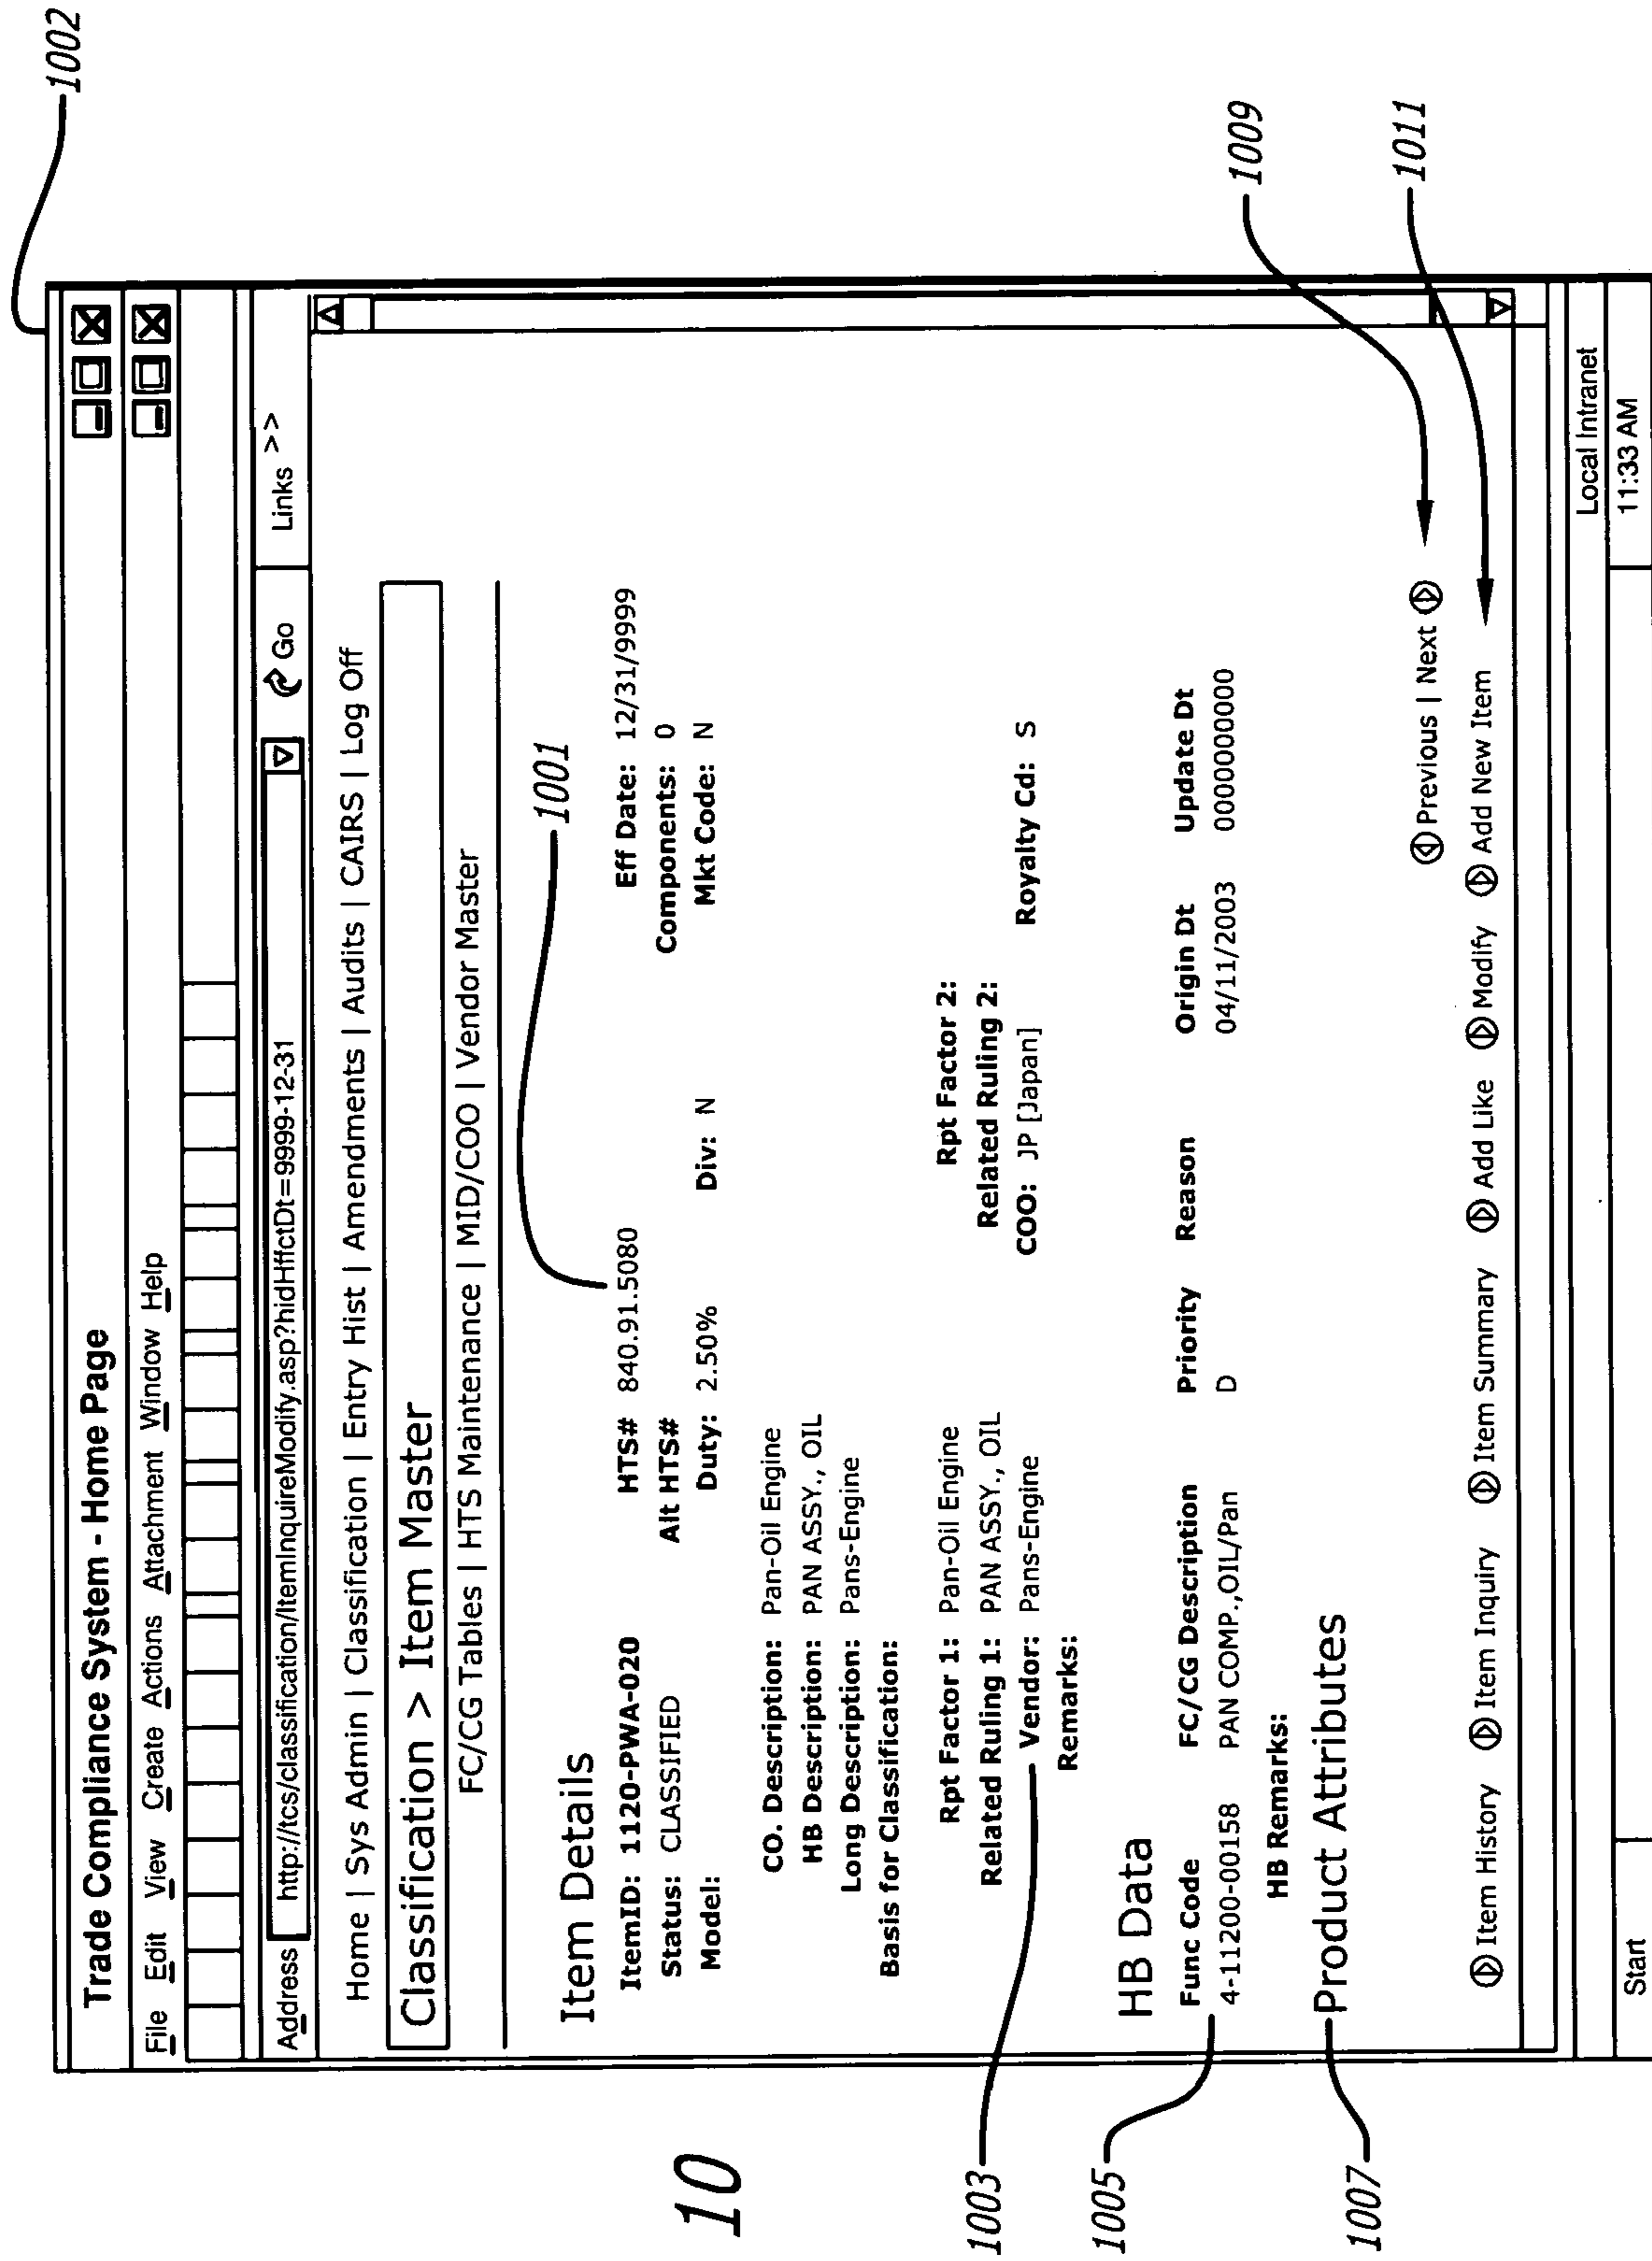 1002
Trade Compliance System - Home Page
File Edit View Create Actions Attachment Window Help
Address http://tcs/classification/ItemInquireModify.asp?hidHffctDt=9999-12-31 Go Links >>
Home | Sys Admin | Classification | Entry Hist | Amendments | Audits | CAIRS | Log Off
Classification > Item Master
FC/CG Tables | HTS Maintenance | MID/COO | Vendor Master
1001
Item Details
ItemID: 1120-PWA-020 HTS# 840.91.5080 Eff Date: 12/31/9999
Status: CLASSIFIED Alt HTS# Components: 0
Model: Duty: 2.50% Div: N Mkt Code: N
10
CO. Description: Pan-Oil Engine
HB Description: PAN ASSY., OIL
Long Description: Pans-Engine
Basis for Classification:
Rpt Factor 1: Pan-Oil Engine Rpt Factor 2:
Related Ruling 1: PAN ASSY., OIL Related Ruling 2:
1003 Vendor: Pans-Engine COO: JP [Japan] Royalty Cd: S
Remarks:
HB Data
1005
Func Code FC/CG Description Priority Reason Origin Dt Update Dt
4-11200-00158 PAN COMP.,OIL/Pan D 04/11/2003 0000000000
1009
HB Remarks:
1007 Product Attributes
1011
Previous | Next
Item History Item Inquiry Item Summary Add Like Modify Add New Item
Local Intranet
Start 11:33 AM